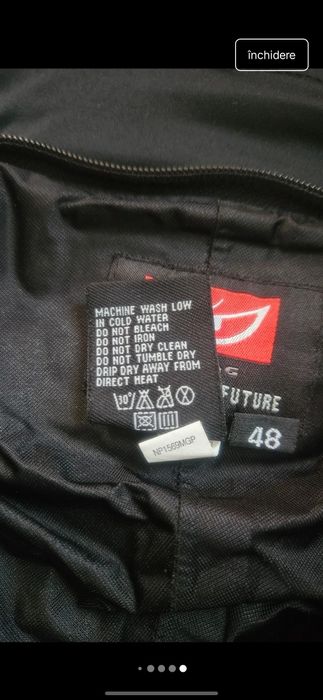 închidere
MACHINE WASH LOW
IN COLD WATER
DO NOT BLEACH
DO NOT IRON
DO NOT DRY CLEAN
DO NOT TUMBLE DRY
DRIP DRY AWAY FROM
DIRECT HEAT
30°
G
FUTURE
48
NP1569MGP